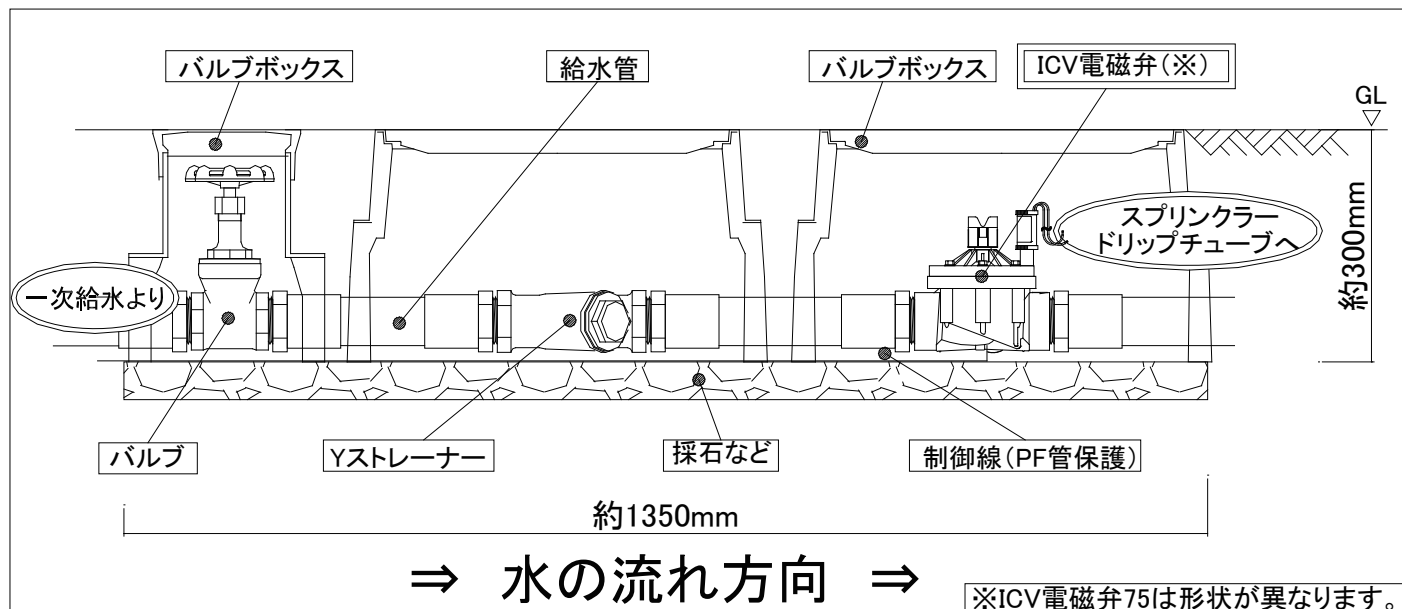 バルブボックス
給水管
バルブボックス
ICV電磁弁(※)
GL
スプリンクラー
ドリップチューブへ
一次給水より
約300mm
バルブ
Yストレーナー
採石など
制御線(PF管保護)
約1350mm
⇒ 水の流れ方向 ⇒
※ICV電磁弁75は形状が異なります。